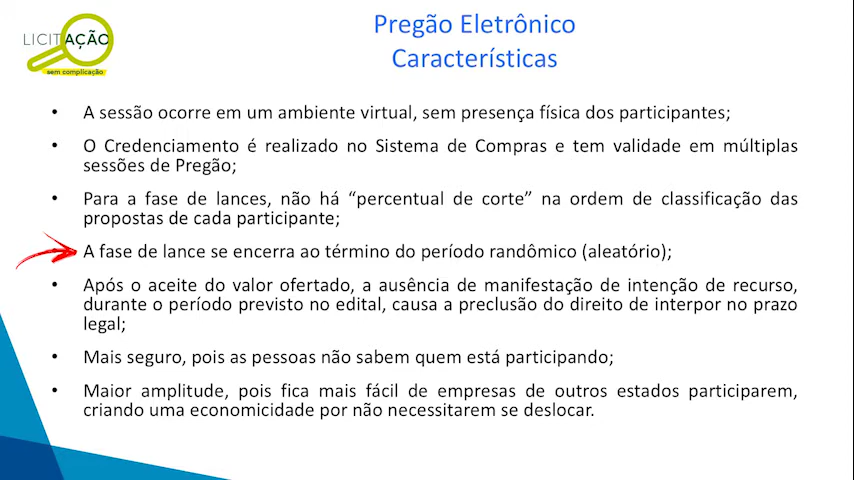 LICITAÇÃO
sem complicação
Pregão Eletrônico
Características
• A sessão ocorre em um ambiente virtual, sem presença física dos participantes;
• O Credenciamento é realizado no Sistema de Compras e tem validade em múltiplas
sessões de Pregão;
• Para a fase de lances, não há “percentual de corte” na ordem de classificação das
propostas de cada participante;
• A fase de lance se encerra ao término do período randômico (aleatório);
• Após o aceite do valor ofertado, a ausência de manifestação de intenção de recurso,
durante o período previsto no edital, causa a preclusão do direito de interpor no prazo
legal;
• Mais seguro, pois as pessoas não sabem quem está participando;
• Maior amplitude, pois fica mais fácil de empresas de outros estados participarem,
criando uma economicidade por não necessitarem se deslocar.